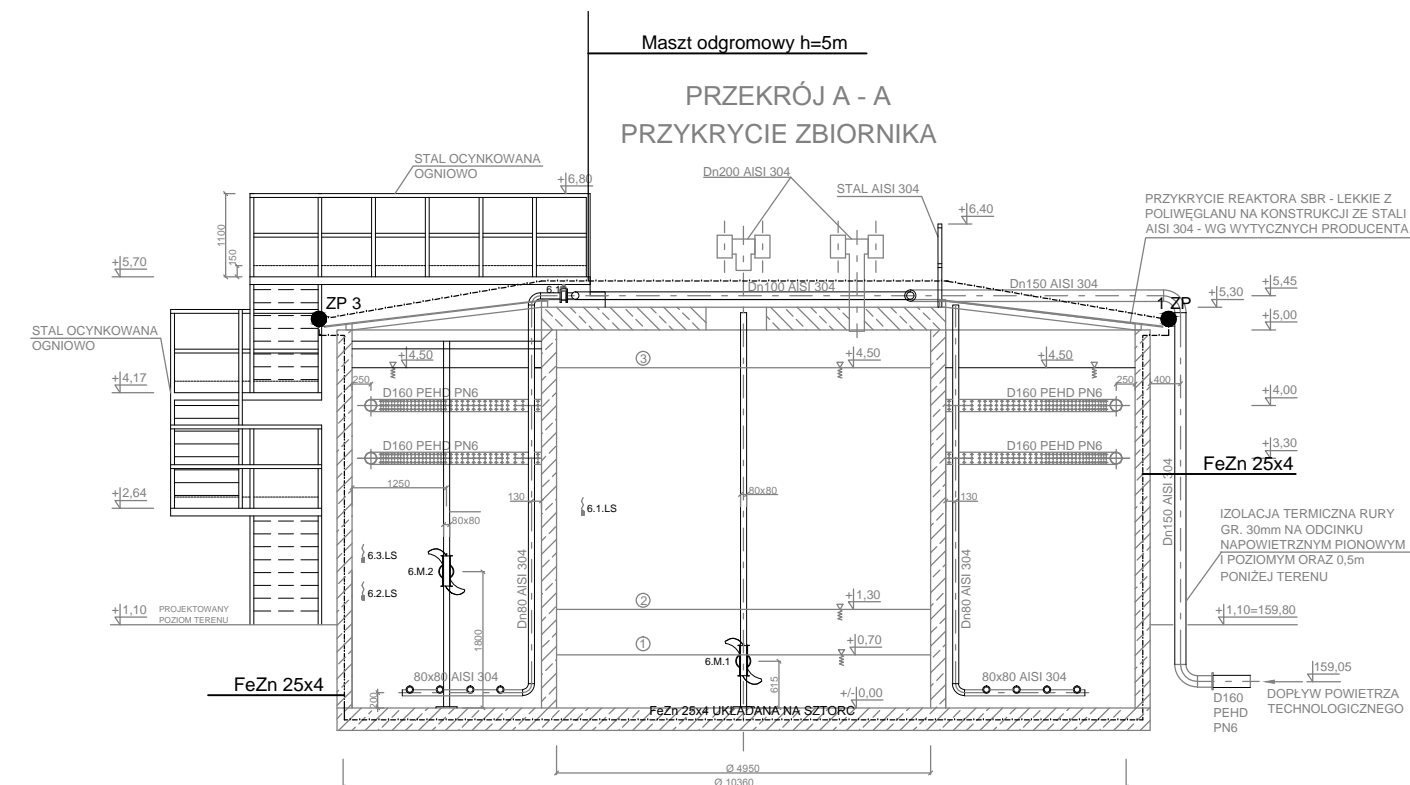 Maszt odgromowy h=5m
PRZEKRÓJ A - A
PRZYKRYCIE ZBIORNIKA
STAL OCYNKOWANA
OGNIOWO
+6,80
Dn200 AISI 304
STAL AISI 304
+6,40
PRZYKRYCIE REAKTORA SBR - LEKKIE Z
POLIWĘGLANU NA KONSTRUKCJI ZE STALI
AISI 304 - WG WYTYCZNYCH PRODUCENTA
1100
150
+5,70
Dn100 AISI 304
Dn150 AISI 304
+5,45
+5,30
+5,00
ZP 3
1 ZP
STAL OCYNKOWANA
OGNIOWO
+4,50
3
+4,50
+4,50
+4,17
250
D160 PEHD PN6
D160 PEHD PN6
250
400
+4,00
D160 PEHD PN6
D160 PEHD PN6
+3,30
FeZn 25x4
1250
+2,64
130
80x80
80x80
130
6.1.LS
Dn150 AISI 304
IZOLACJA TERMICZNA RURY
GR. 30mm NA ODCINKU
NAPOWIETRZNYM PIONOWYM
I POZIOMYM ORAZ 0,5m
PONIŻEJ TERENU
6.3.LS
6.M.2
6.2.LS
Dn80 AISI 304
Dn80 AISI 304
+1,10
PROJEKTOWANY
POZIOM TERENU
2
+1,30
+1,10=159,80
1800
1
+0,70
6.M.1
615
FeZn 25x4
80x80 AISI 304
80x80 AISI 304
200
+/-0,00
159,05
DOPŁYW POWIETRZA
TECHNOLOGICZNEGO
D160
PEHD
PN6
FeZn 25x4 UKŁADANA NA SZTORC
Ø 4950
Ø 10360